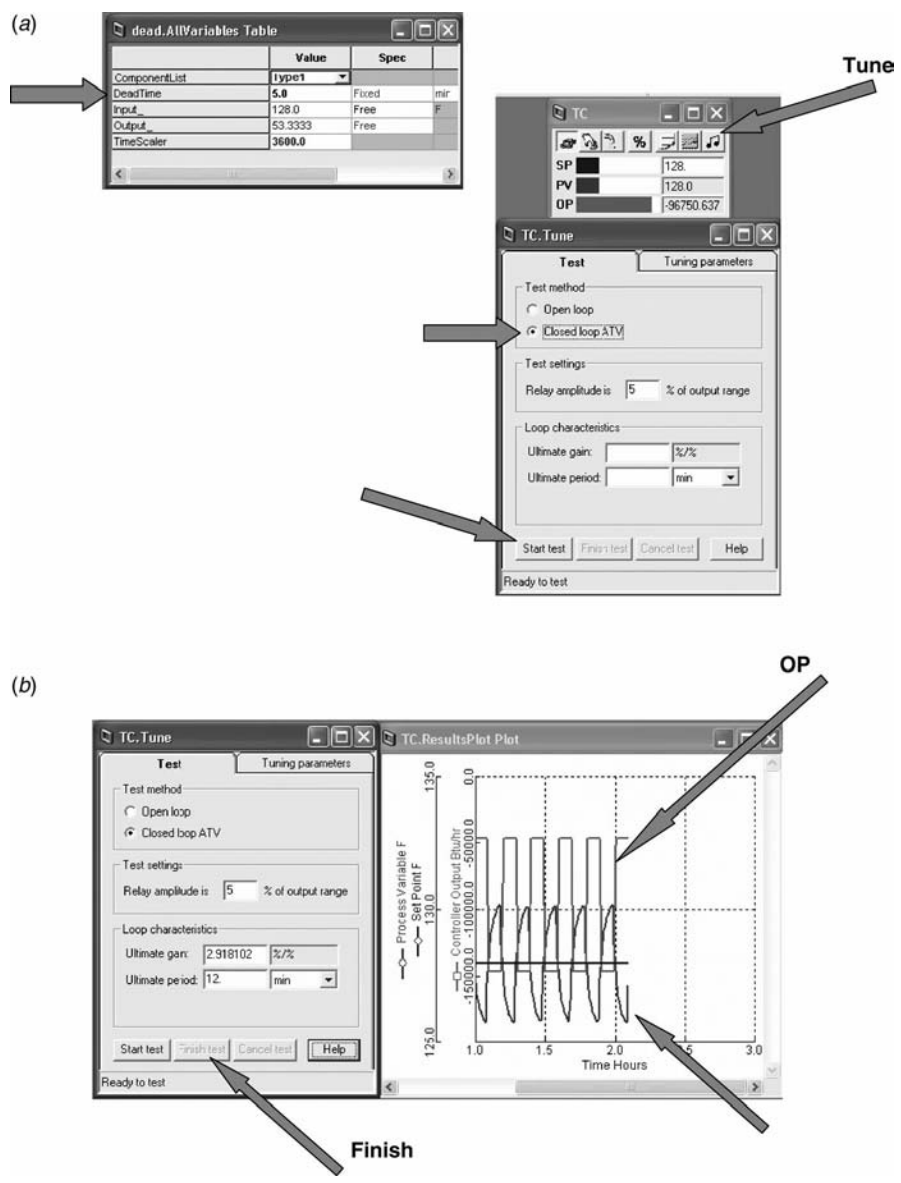 (a)
dead.AllVariables Table
Value Spec
ComponentList Type1
DeadTime 5.0 Fixed min
Input_ 128.0 Free F
Output_ 53.3333 Free
TimeScaler 3600.0
Tune
TC
%
SP 128.
PV 128.0
OP -96750.637
TC.Tune
Test Tuning parameters
Test method
Open loop
Closed loop ATV
Test settings
Relay amplitude is 5 % of output range
Loop characteristics
Ultimate gain: %/%
Ultimate period: min
Start test Finish test Cancel test Help
Ready to test
(b)
OP
TC.Tune
Test Tuning parameters
Test method
Open loop
Closed loop ATV
Test settings
Relay amplitude is 5 % of output range
Loop characteristics
Ultimate gain: 2.918102 %/%
Ultimate period: 12. min
Start test Finish test Cancel test Help
Ready to test
Finish
TC.ResultsPlot Plot
Process Variable F
Set Point F
Controller Output Btu/hr
135.0
130.0
125.0
0.0
-50000.0
-100000.0
-150000.0
1.0 1.5 2.0 2.5 3.0
Time Hours